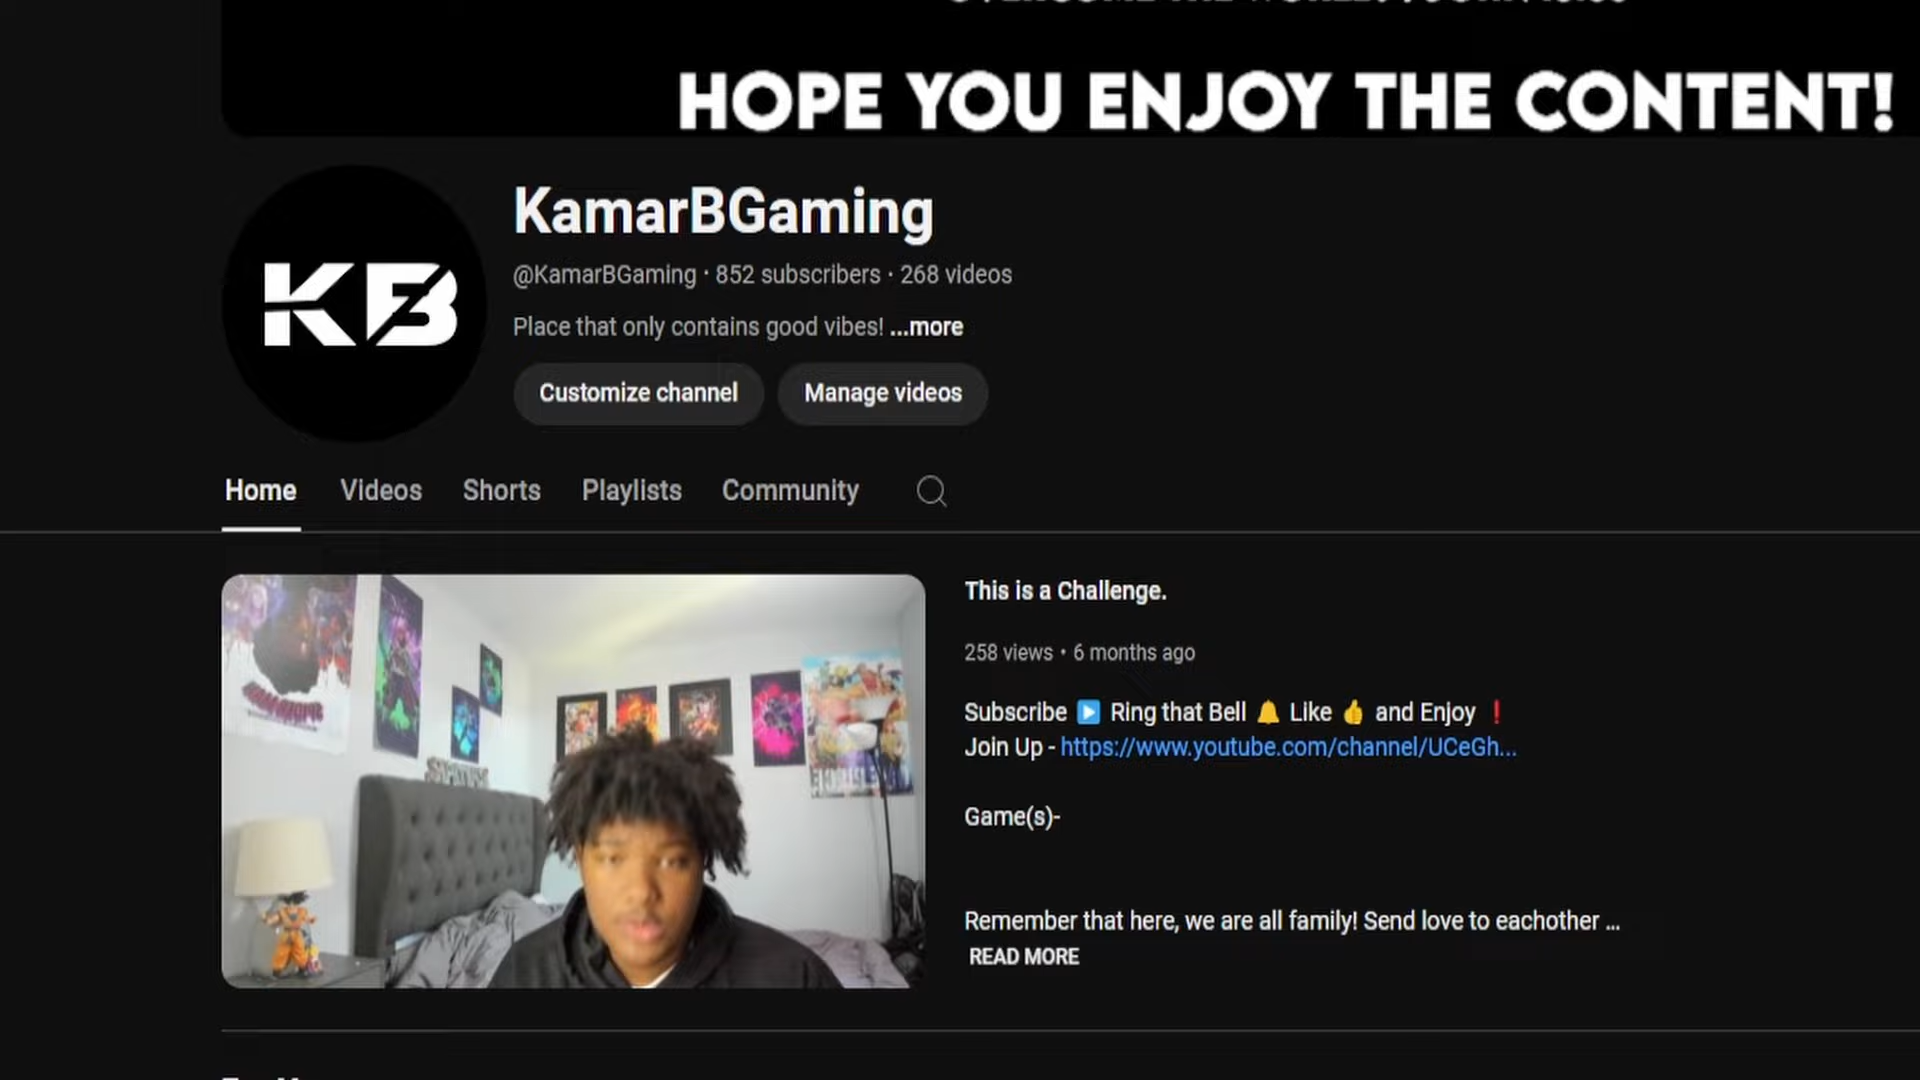 HOPE YOU ENJOY THE CONTENT!
KB
KamarBGaming
@KamarBGaming · 852 subscribers · 268 videos
Place that only contains good vibes! ...more
Customize channel
Manage videos
Home
Videos
Shorts
Playlists
Community
This is a Challenge.
258 views • 6 months ago
Subscribe ▶️ Ring that Bell 🔔 Like 👍 and Enjoy ❗
Join Up - https://www.youtube.com/channel/UCeGh...
Game(s)-
Remember that here, we are all family! Send love to eachother ...
READ MORE